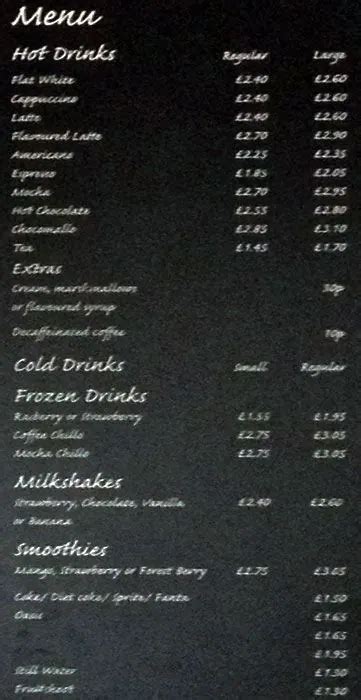 Menu
Hot Drinks Regular Large
Flat White £2.40 £2.60
Cappuccino £2.40 £2.60
Latte £2.40 £2.60
Flavoured Latte £2.70 £2.90
Americano £2.25 £2.35
Espresso £1.85 £2.05
Mocha £2.70 £2.95
Hot Chocolate £2.55 £2.80
Chocomallo £2.85 £3.10
Tea £1.45 £1.70
Extras
Cream, marshmallows 30p
or flavoured syrup
Decaffeinated coffee 10p
Cold Drinks Small Regular
Frozen Drinks
Rasberry or Strawberry £1.55 £1.95
Coffee Chillo £2.75 £3.05
Mocha Chillo £2.75 £3.05
Milkshakes
Strawberry, Chocolate, Vanilla £2.40 £2.60
or Banana
Smoothies
Mango, Strawberry or Forest Berry £2.75 £3.05
Coke/ Diet coke/ Sprite/ Fanta £1.50
Oasis £1.65
£1.65
£1.95
Still Water £1.30
Fruitshoot £1.30